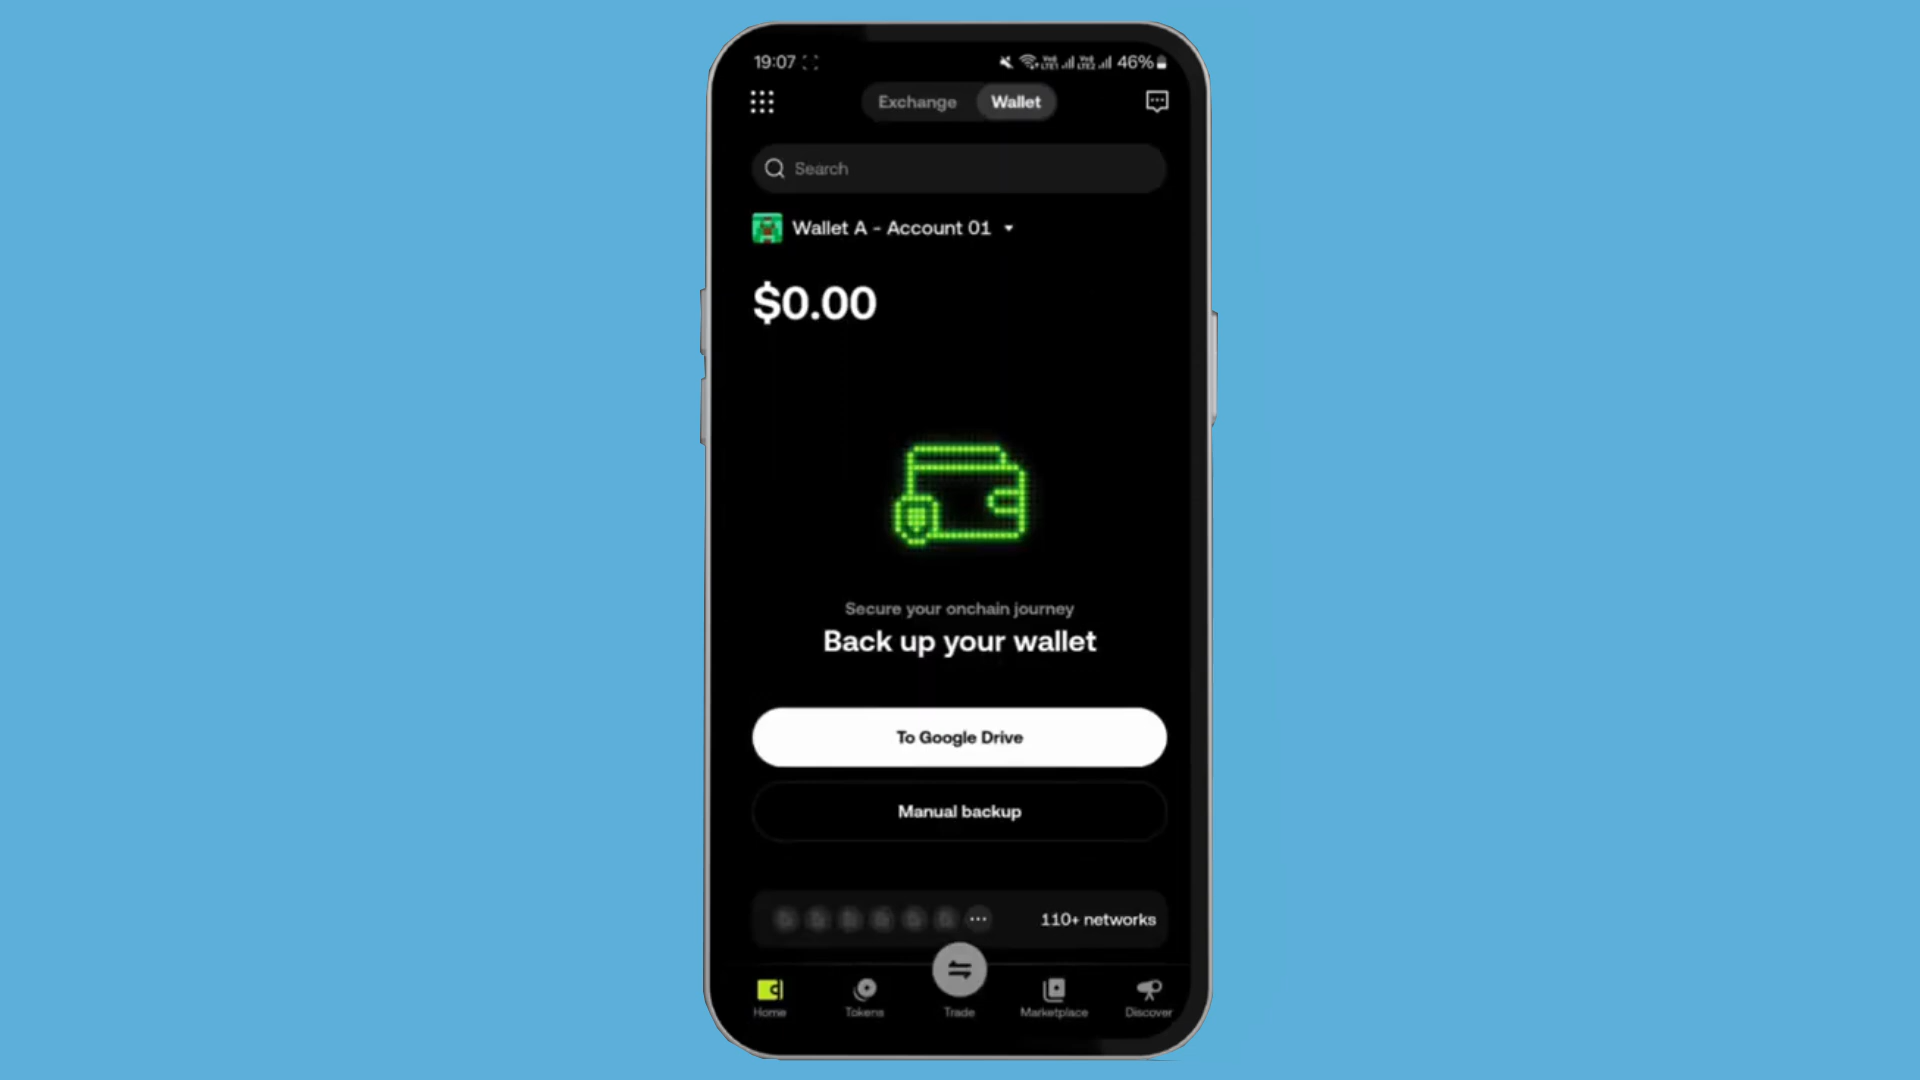 19:07
46%
Exchange
Wallet
Search
Wallet A - Account 01
$0.00
Secure your onchain journey
Back up your wallet
To Google Drive
Manual backup
110+ networks
Home
Tokens
Trade
Marketplace
Discover